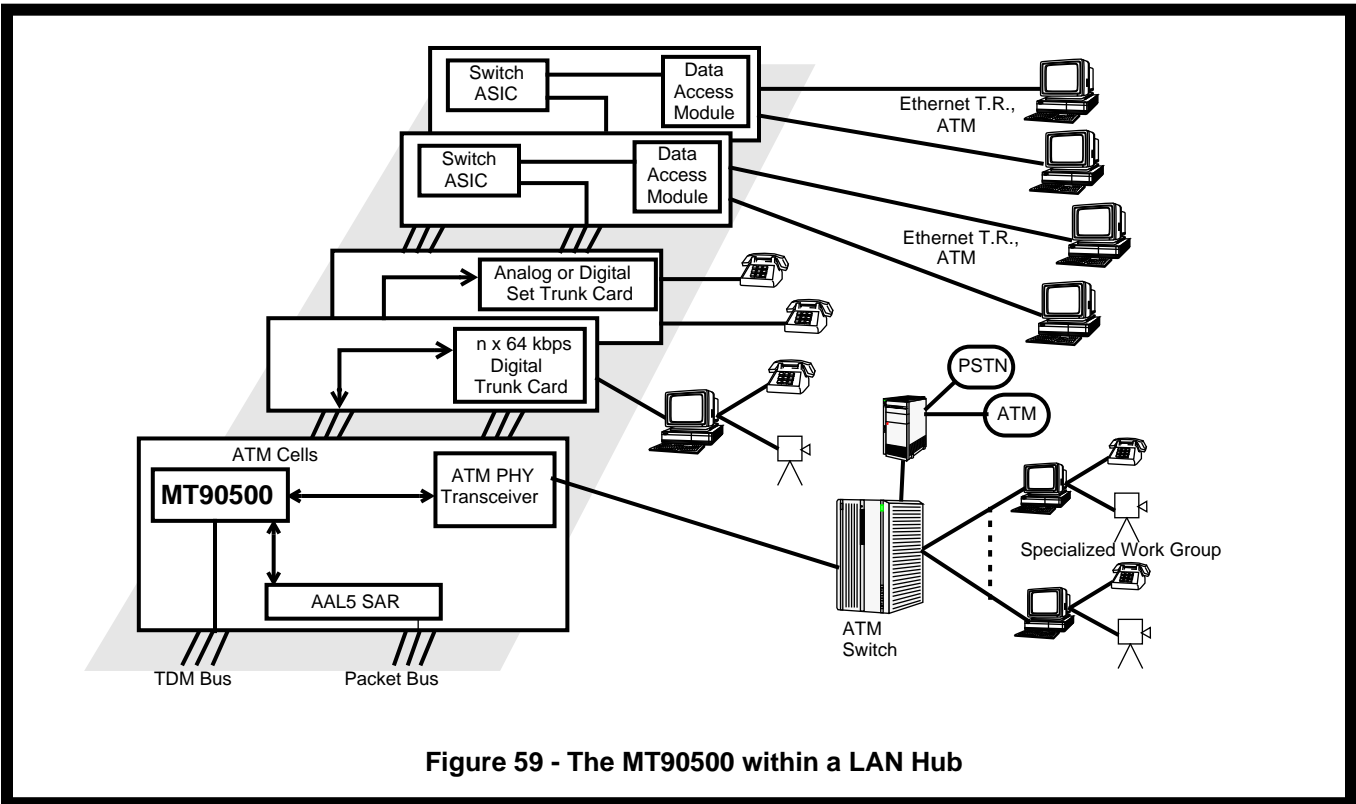 Switch
ASIC
Data
Access
Module
Ethernet T.R.,
ATM
Switch
ASIC
Data
Access
Module
Ethernet T.R.,
ATM
Analog or Digital
Set Trunk Card
n x 64 kbps
Digital
Trunk Card
PSTN
ATM
ATM Cells
MT90500
ATM PHY
Transceiver
AAL5 SAR
Specialized Work Group
ATM
Switch
TDM Bus
Packet Bus
Figure 59 - The MT90500 within a LAN Hub